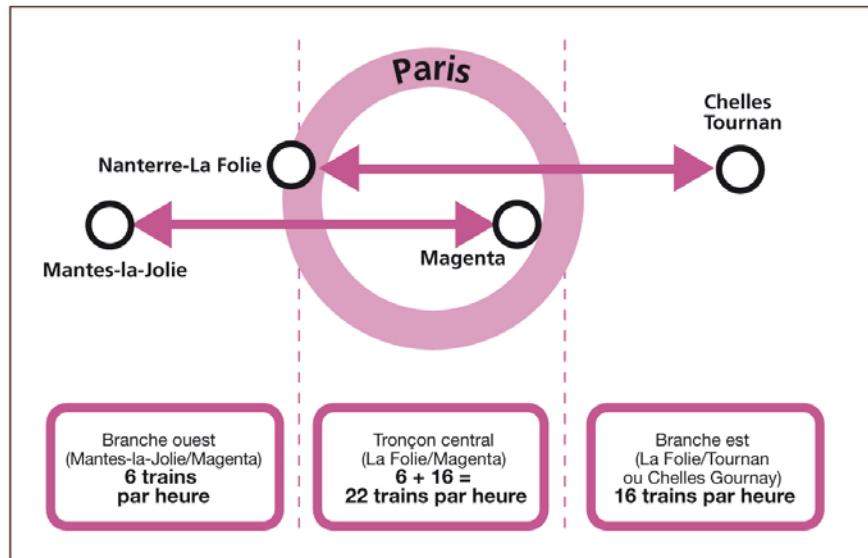 Paris
Chelles
Tournan
Nanterre-La Folie
Mantes-la-Jolie
Magenta
Branche ouest
(Mantes-la-Jolie/Magenta)
6 trains
par heure
Tronçon central
(La Folie/Magenta)
6 + 16 =
22 trains par heure
Branche est
(La Folie/Tournan
ou Chelles Gournay)
16 trains par heure